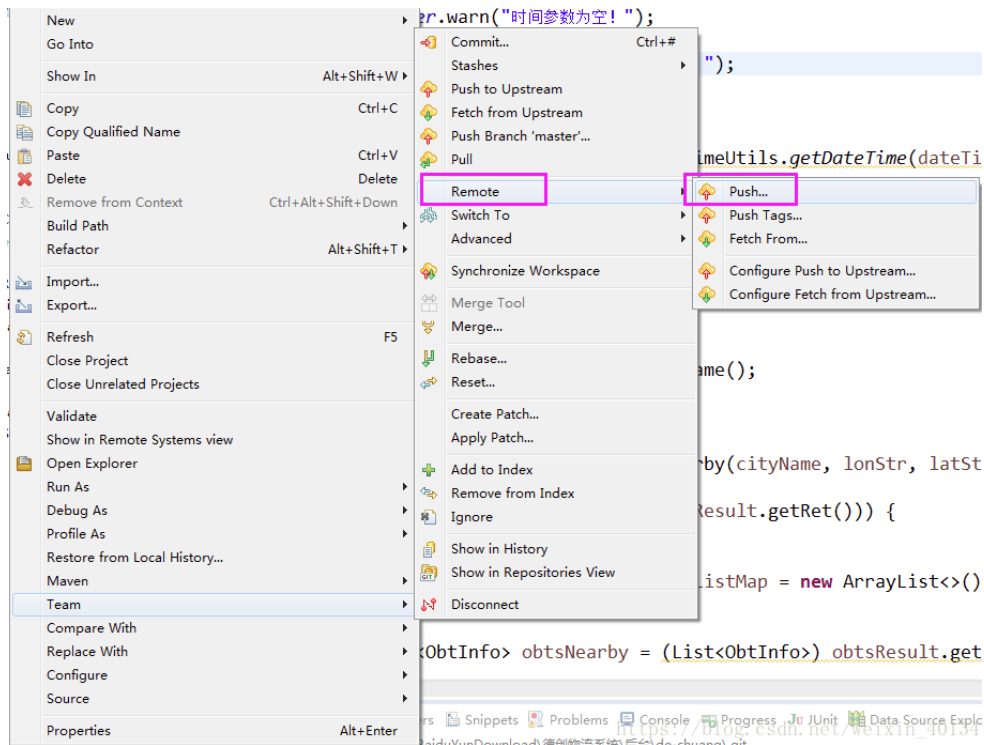 New
Go Into
Show In Alt+Shift+W
Copy Ctrl+C
Copy Qualified Name
Paste Ctrl+V
Delete Delete
Remove from Context Ctrl+Alt+Shift+Down
Build Path
Refactor Alt+Shift+T
Import...
Export...
Refresh F5
Close Project
Close Unrelated Projects
Validate
Show in Remote Systems view
Open Explorer
Run As
Debug As
Profile As
Restore from Local History...
Maven
Team
Compare With
Replace With
Configure
Source
Properties Alt+Enter
Commit... Ctrl+#
Stashes
Push to Upstream
Fetch from Upstream
Push Branch 'master'...
Pull
Remote
Switch To
Advanced
Synchronize Workspace
Merge Tool
Merge...
Rebase...
Reset...
Create Patch...
Apply Patch...
Add to Index
Remove from Index
Ignore
Show in History
Show in Repositories View
Disconnect
Push...
Push Tags...
Fetch From...
Configure Push to Upstream...
Configure Fetch from Upstream...
er.warn("时间参数为空！");
");
imeUtils.getDateTime(dateTi
ame();
rby(cityName, lonStr, latSt
Result.getRet())) {
ListMap = new ArrayList<>()
<ObtInfo> obtsNearby = (List<ObtInfo>) obtsResult.get
ers Snippets Problems Console Progress JUnit Data Source Explo
https://blog.csdn.net/weixin_40134